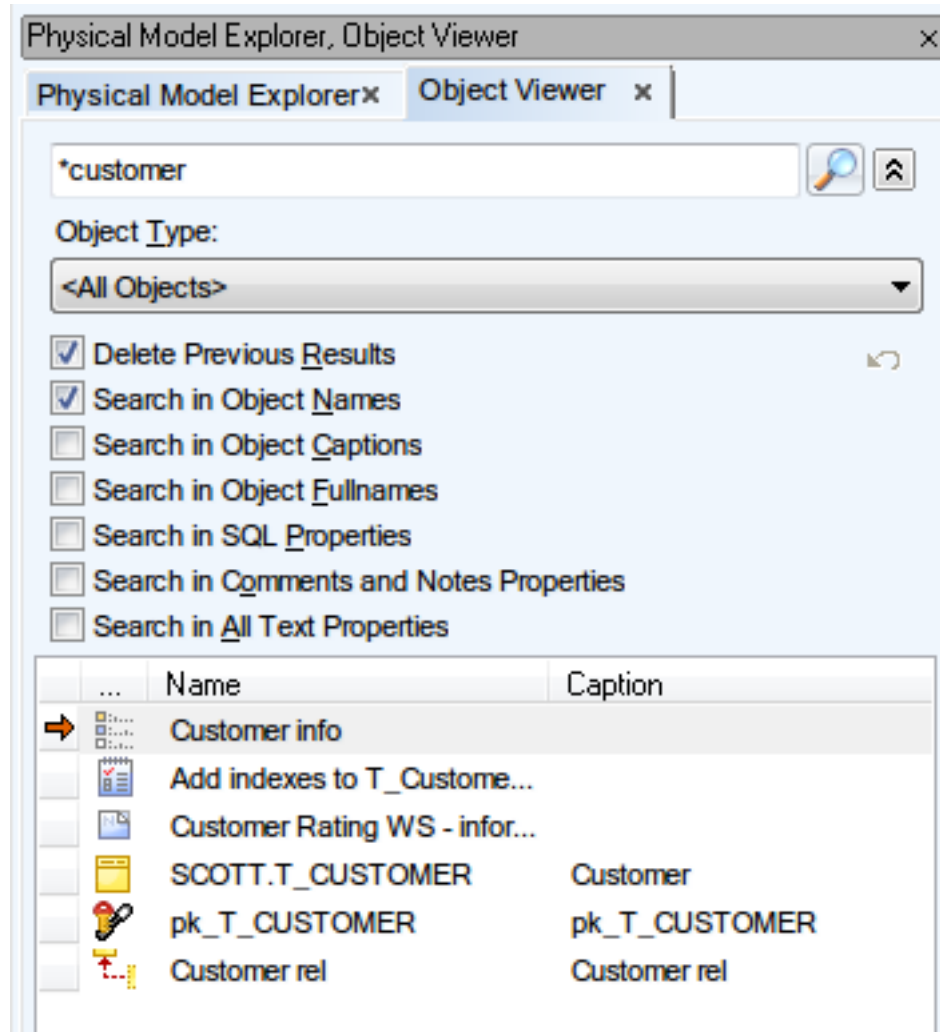 Physical Model Explorer, Object Viewer
Physical Model Explorer Object Viewer
*customer
Object Type:
<All Objects>
Delete Previous Results
Search in Object Names
Search in Object Captions
Search in Object Fullnames
Search in SQL Properties
Search in Comments and Notes Properties
Search in All Text Properties
... Name Caption
Customer info
Add indexes to T_Custome...
Customer Rating WS - infor...
SCOTT.T_CUSTOMER Customer
pk_T_CUSTOMER pk_T_CUSTOMER
Customer rel Customer rel